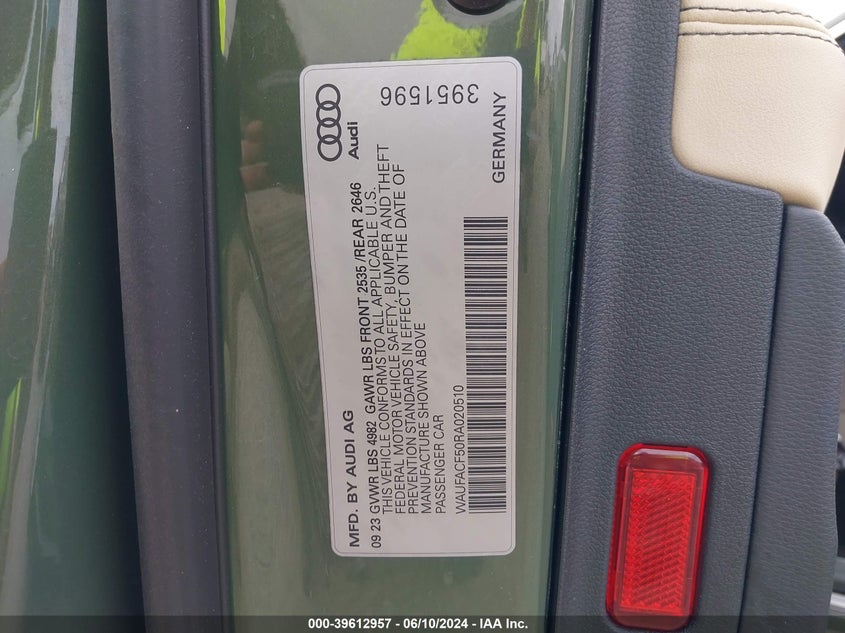 Audi
3951596
MFD. BY AUDI AG
09 23 GVWR LBS 4982 GAWR LBS FRONT 2535 /REAR 2646
THIS VEHICLE CONFORMS TO ALL APPLICABLE U.S.
FEDERAL MOTOR VEHICLE SAFETY, BUMPER AND THEFT
PREVENTION STANDARDS IN EFFECT ON THE DATE OF
MANUFACTURE SHOWN ABOVE
PASSENGER CAR
WAUFACF50RA020510
GERMANY
000-39612957 - 06/10/2024 - IAA Inc.